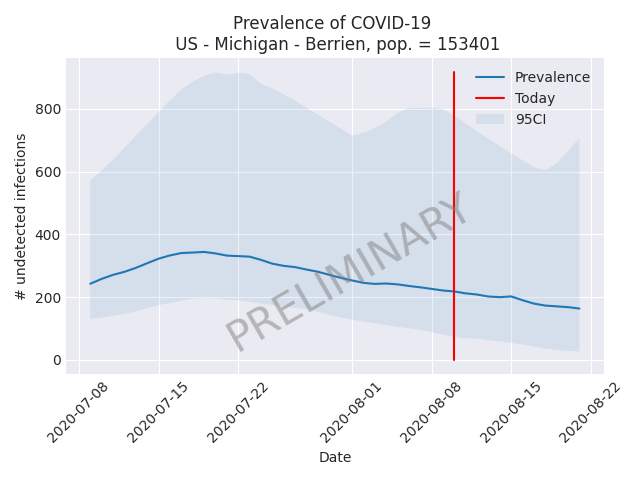 Prevalence of COVID-19
US - Michigan - Berrien, pop. = 153401
Prevalence
Today
95CI
800
600
400
200
0
# undetected infections
PRELIMINARY
2020-07-08
2020-07-15
2020-07-22
2020-08-01
2020-08-08
2020-08-15
2020-08-22
Date